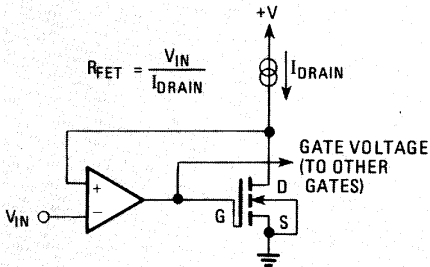 +V
R_FET = V_IN / I_DRAIN
I_DRAIN
GATE VOLTAGE
(TO OTHER
GATES)
+
−
V_IN
G
D
S